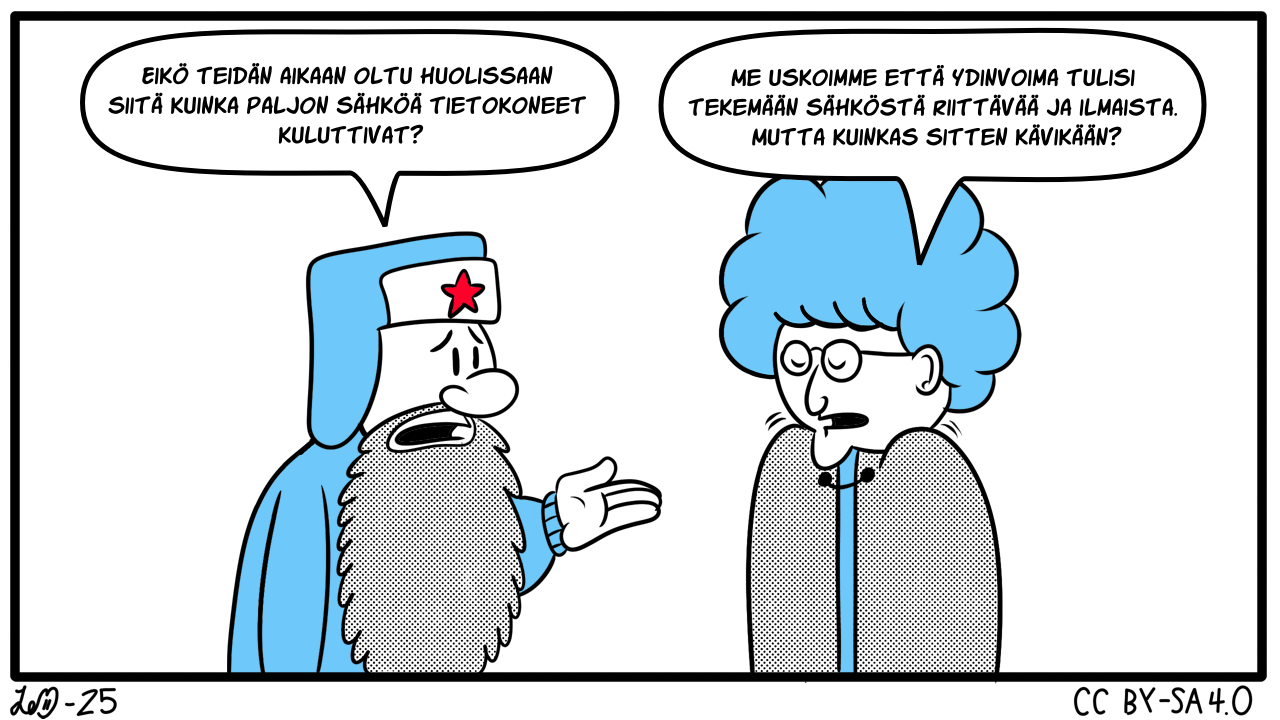 EIKÖ TEIDÄN AIKAAN OLTU HUOLISSAAN
SIITÄ KUINKA PALJON SÄHKÖÄ TIETOKONEET
KULUTTIVAT?
ME USKOIMME ETTÄ YDINVOIMA TULISI
TEKEMÄÄN SÄHKÖSTÄ RIITTÄVÄÄ JA ILMAISTA.
MUTTA KUINKAS SITTEN KÄVIKÄÄN?
-25
CC BY-SA 4.0